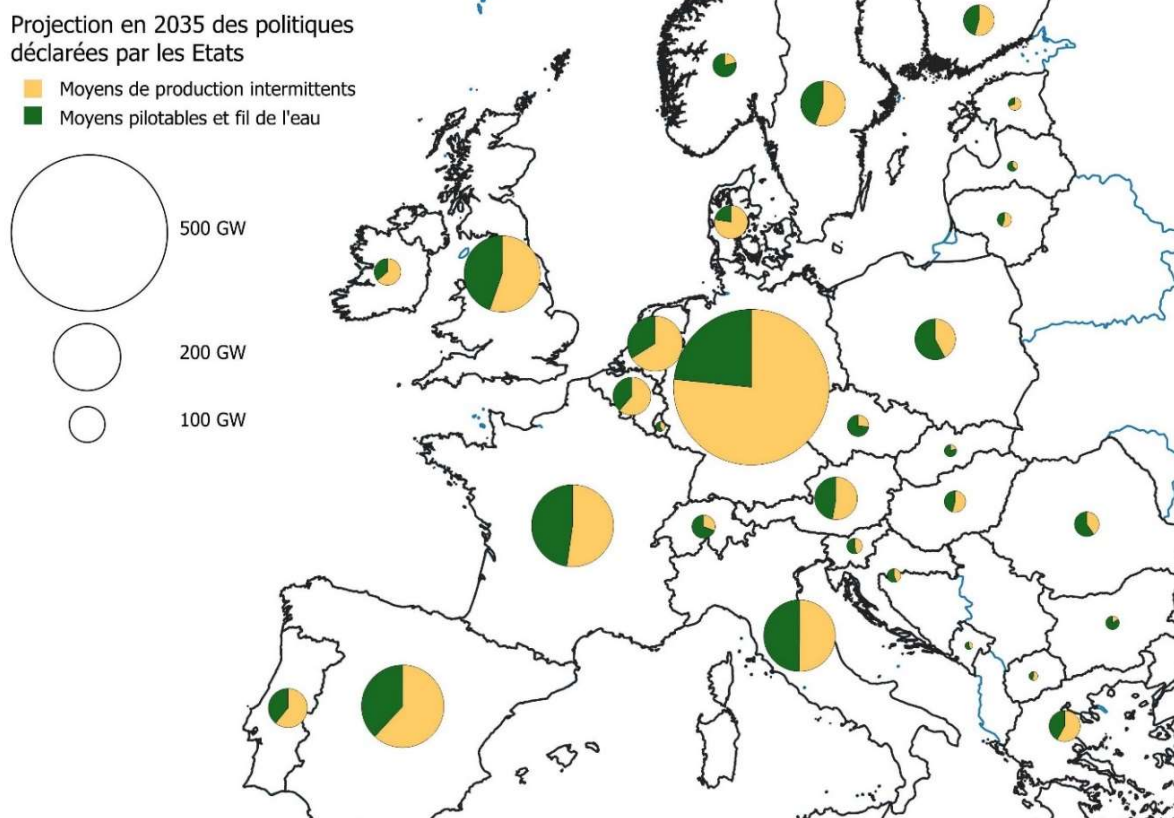 Projection en 2035 des politiques
déclarées par les Etats
Moyens de production intermittents
Moyens pilotables et fil de l'eau
500 GW
200 GW
100 GW